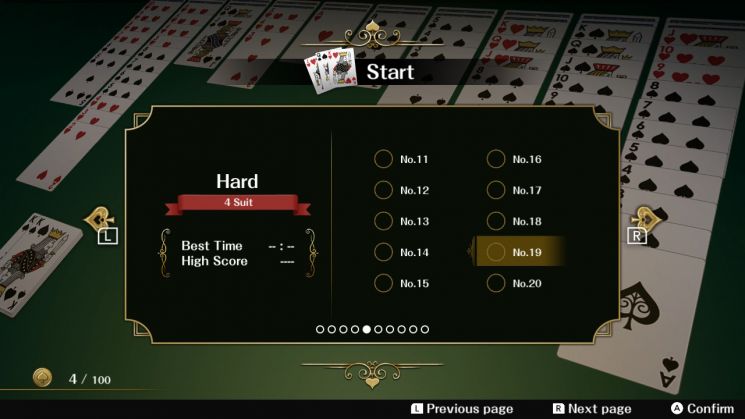 Start
Hard
4 Suit
Best Time --:--
High Score ----
No.11
No.12
No.13
No.14
No.15
No.16
No.17
No.18
No.19
No.20
L
R
4 / 100
L Previous page
R Next page
A Confirm